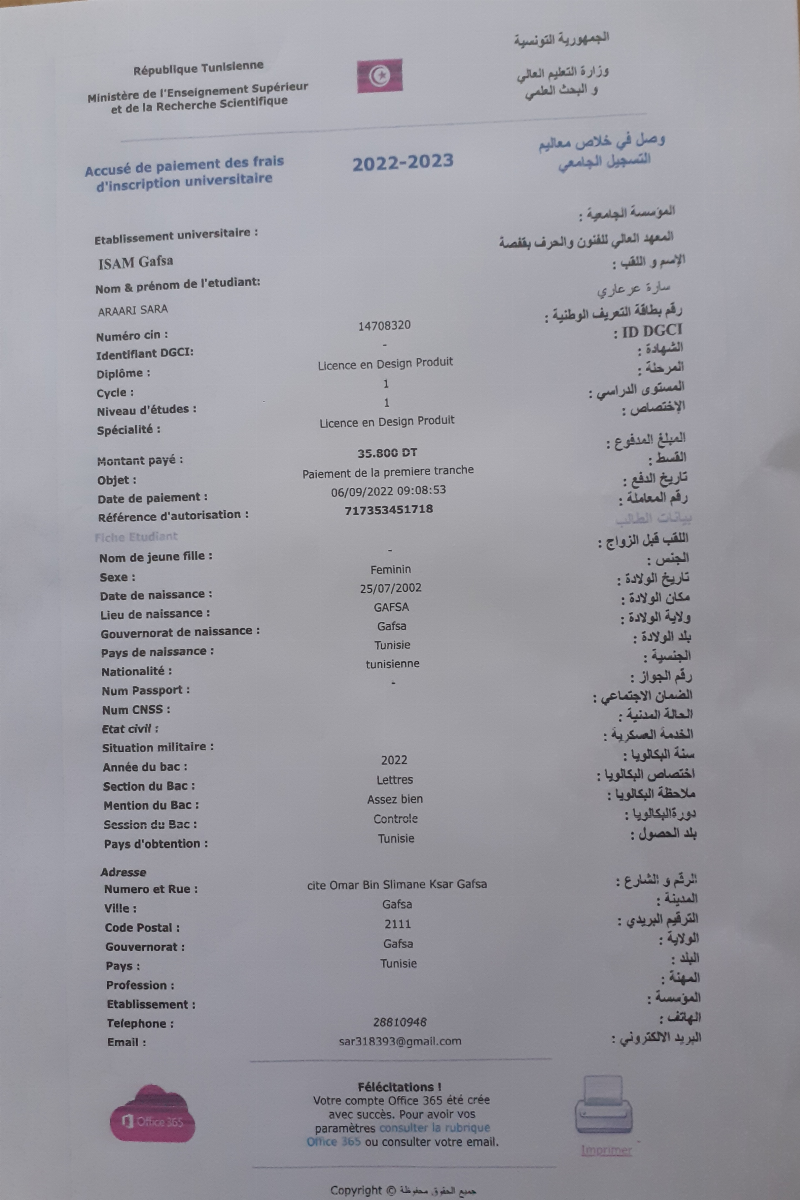 République Tunisienne
Ministère de l'Enseignement Supérieur
et de la Recherche Scientifique
الجمهورية التونسية
وزارة التعليم العالي
و البحث العلمي
Accusé de paiement des frais
d'inscription universitaire
2022-2023
وصل في خلاص معاليم
التسجيل الجامعي
Etablissement universitaire : المؤسسة الجامعية :
ISAM Gafsa المعهد العالي للفنون والحرف بقفصة
Nom & prénom de l'etudiant: الإسم و اللقب :
ARAARI SARA سارة عرعاري
Numéro cin : 14708320 رقم بطاقة التعريف الوطنية :
Identifiant DGCI: - ID DGCI :
Diplôme : Licence en Design Produit الشهادة :
Cycle : 1 المرحلة :
Niveau d'études : 1 المستوى الدراسي :
Spécialité : Licence en Design Produit الإختصاص :
Montant payé : 35.800 DT المبلغ المدفوع :
Objet : Paiement de la premiere tranche القسط :
Date de paiement : 06/09/2022 09:08:53 تاريخ الدفع :
Référence d'autorisation : 717353451718 رقم المعاملة :
Fiche Etudiant بيانات الطالب
Nom de jeune fille : - اللقب قبل الزواج :
Sexe : Feminin الجنس :
Date de naissance : 25/07/2002 تاريخ الولادة :
Lieu de naissance : GAFSA مكان الولادة :
Gouvernorat de naissance : Gafsa ولاية الولادة :
Pays de naissance : Tunisie بلد الولادة :
Nationalité : tunisienne الجنسية :
Num Passport : - رقم الجواز :
Num CNSS : الضمان الاجتماعي :
Etat civil : الحالة المدنية :
Situation militaire : الخدمة العسكرية :
Année du bac : 2022 سنة البكالويا :
Section du Bac : Lettres اختصاص البكالويا :
Mention du Bac : Assez bien ملاحظة البكالويا :
Session du Bac : Controle دورةالبكالويا :
Pays d'obtention : Tunisie بلد الحصول :
Adresse
Numero et Rue : cite Omar Bin Slimane Ksar Gafsa الرقم و الشارع :
Ville : Gafsa المدينة :
Code Postal : 2111 الترقيم البريدي :
Gouvernorat : Gafsa الولاية :
Pays : Tunisie البلد :
Profession : المهنة :
Etablissement : المؤسسة :
Telephone : 28810948 الهاتف :
Email : sar318393@gmail.com البريد الالكتروني :
Office 365
Félécitations !
Votre compte Office 365 été crée
avec succès. Pour avoir vos
paramètres consulter la rubrique
Office 365 ou consulter votre email.
Imprimer
Copyright © جميع الحقوق محفوظة